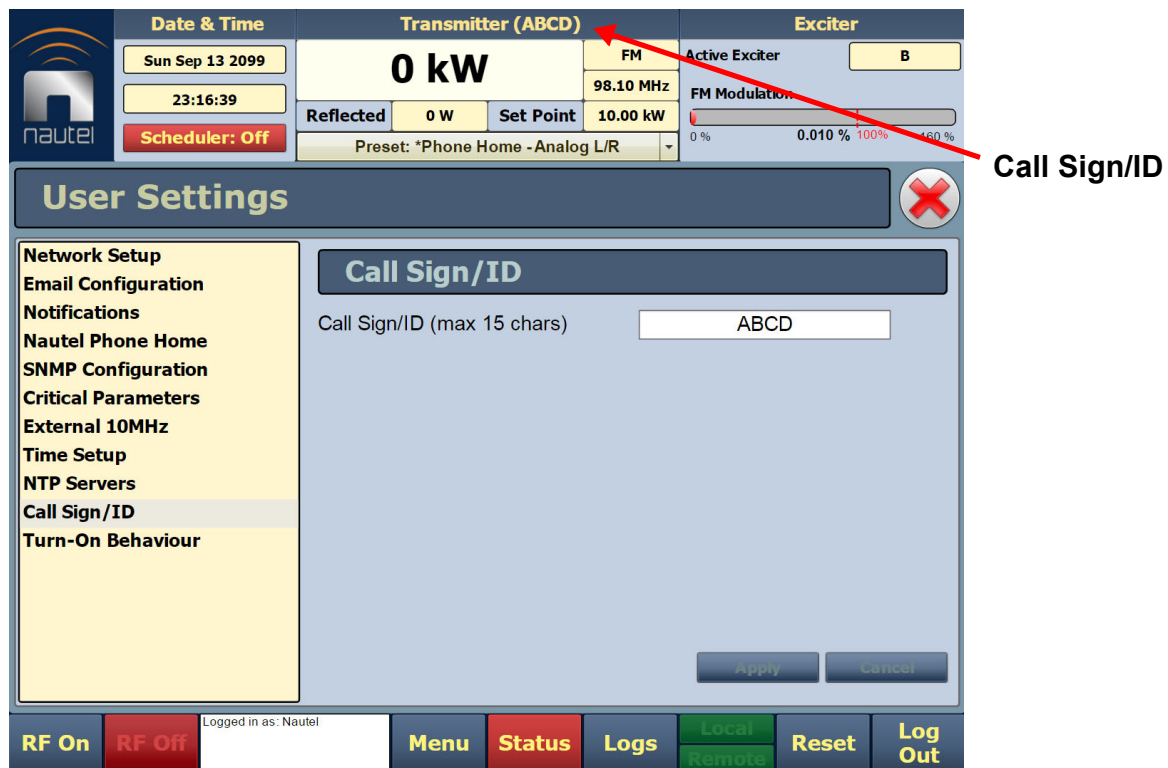 Date & Time
Transmitter (ABCD)
Exciter
nautel
Sun Sep 13 2099
23:16:39
Scheduler: Off
0 kW
FM
98.10 MHz
Reflected 0 W Set Point 10.00 kW
Preset: *Phone Home - Analog L/R
Active Exciter B
FM Modulation
0 % 0.010 % 100% 160 %
Call Sign/ID
User Settings
Network Setup
Email Configuration
Notifications
Nautel Phone Home
SNMP Configuration
Critical Parameters
External 10MHz
Time Setup
NTP Servers
Call Sign/ID
Turn-On Behaviour
Call Sign/ID
Call Sign/ID (max 15 chars) ABCD
Apply Cancel
RF On
RF Off
Logged in as: Nautel
Menu
Status
Logs
Local
Remote
Reset
Log
Out